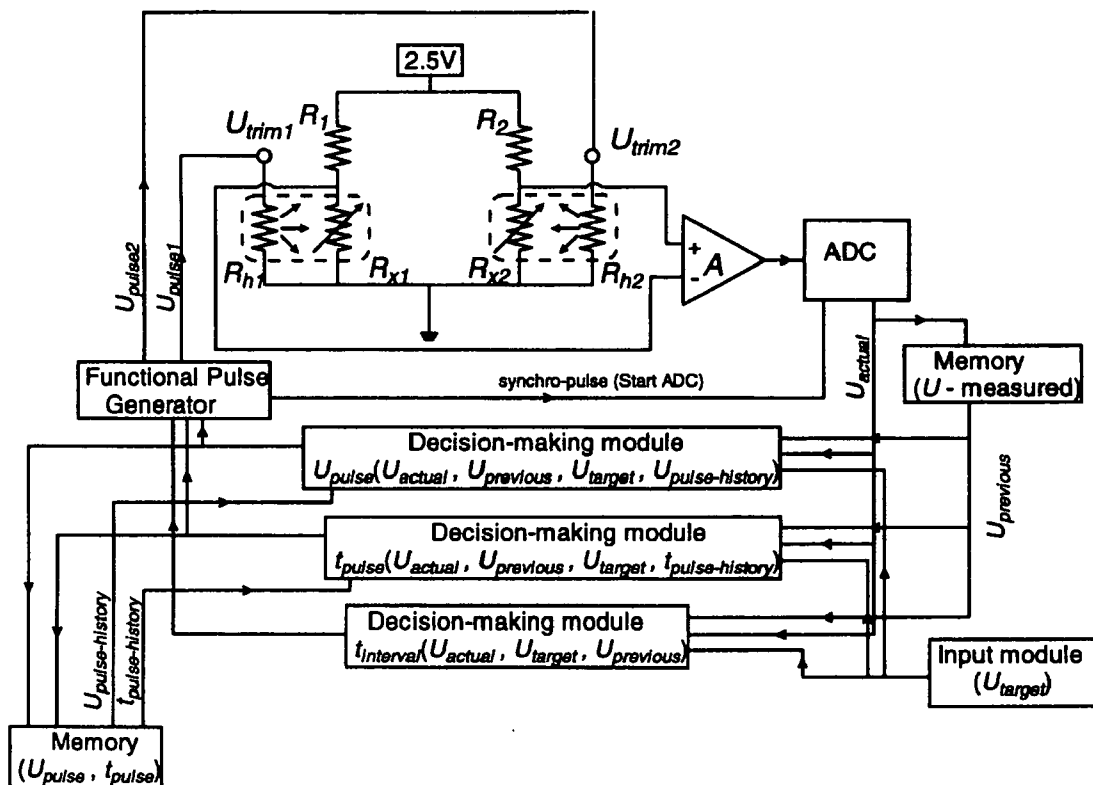 2.5V
R1
R2
Utrim1
Utrim2
Rh1
Rx1
Rx2
Rh2
+
-
A
ADC
Upulse2
Upulse1
Functional Pulse
Generator
synchro-pulse (Start ADC)
Uactual
Memory
(U - measured)
Decision-making module
Upulse(Uactual , Uprevious , Utarget , Upulse-history)
Uprevious
Decision-making module
tpulse(Uactual , Uprevious , Utarget , tpulse-history)
Decision-making module
tinterval(Uactual , Utarget , Uprevious)
Upulse-history
tpulse-history
Input module
(Utarget)
Memory
(Upulse , tpulse)